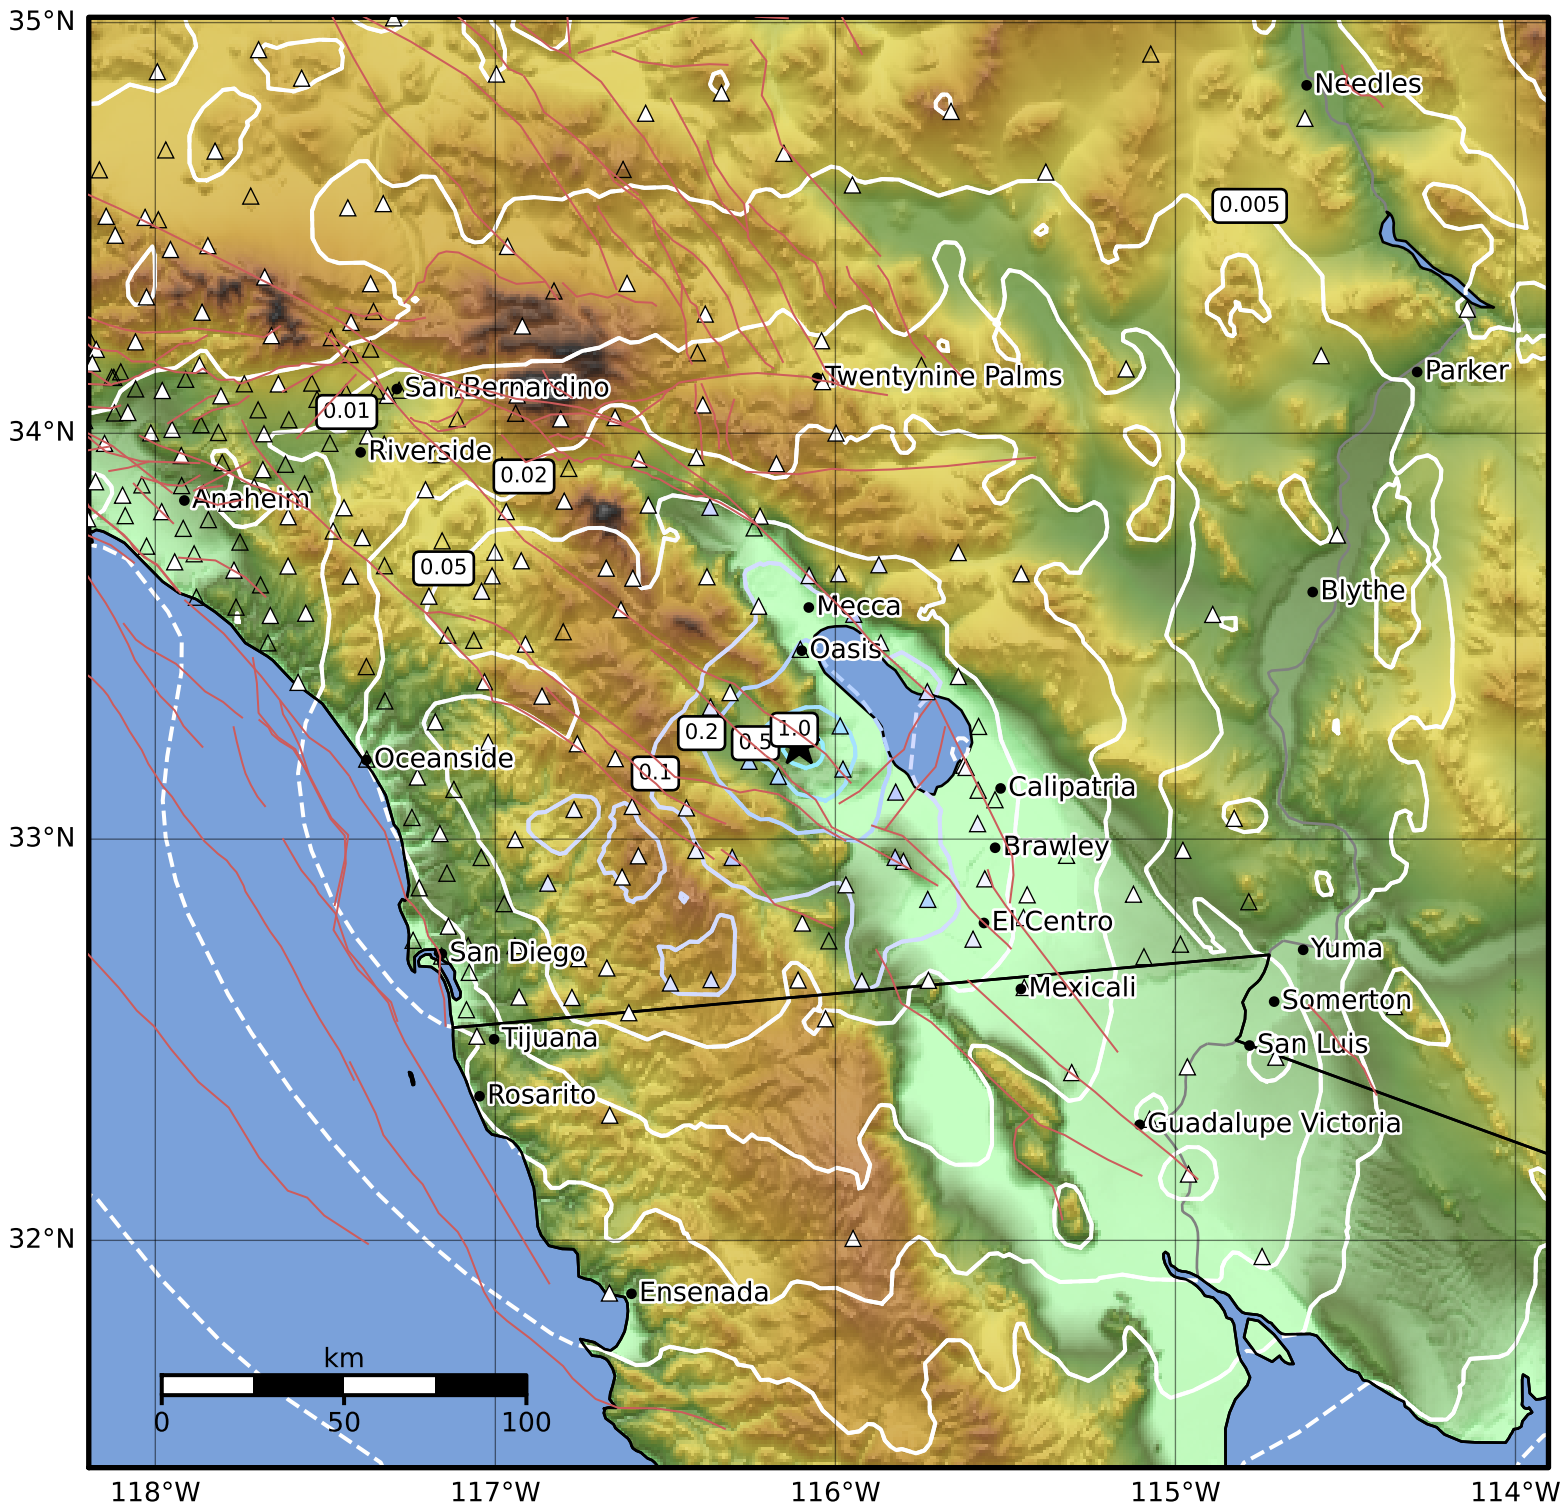 35°N
Needles
0.005
Parker
Twentynine Palms
San Bernardino
0.01
34°N
Riverside
0.02
Anaheim
0.05
Blythe
Mecca
Oasis
0.2
0.5
1.0
Oceanside
0.1
Calipatria
33°N
Brawley
El Centro
San Diego
Yuma
Mexicali
Somerton
Tijuana
San Luis
Rosarito
Guadalupe Victoria
32°N
Ensenada
km
0 50 100
118°W 117°W 116°W 115°W 114°W